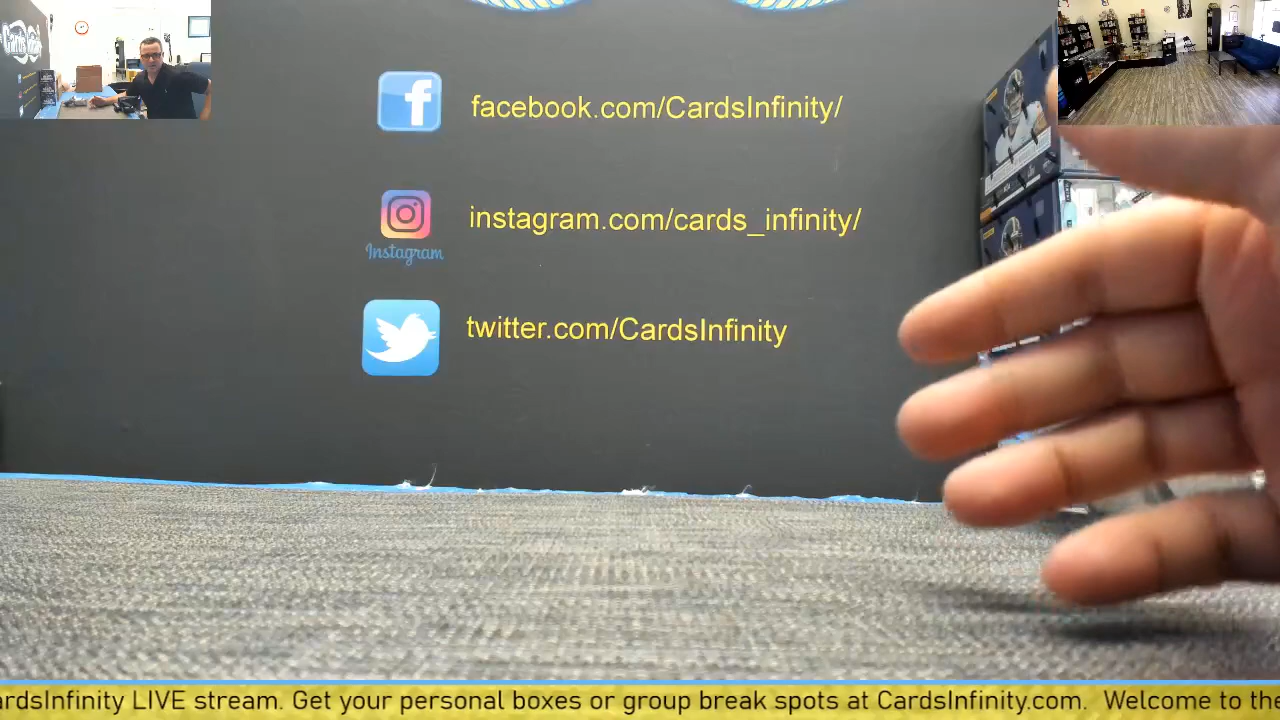 facebook.com/CardsInfinity/
instagram.com/cards_infinity/
Instagram
twitter.com/CardsInfinity
ardsInfinity LIVE stream. Get your personal boxes or group break spots at CardsInfinity.com. Welcome to the